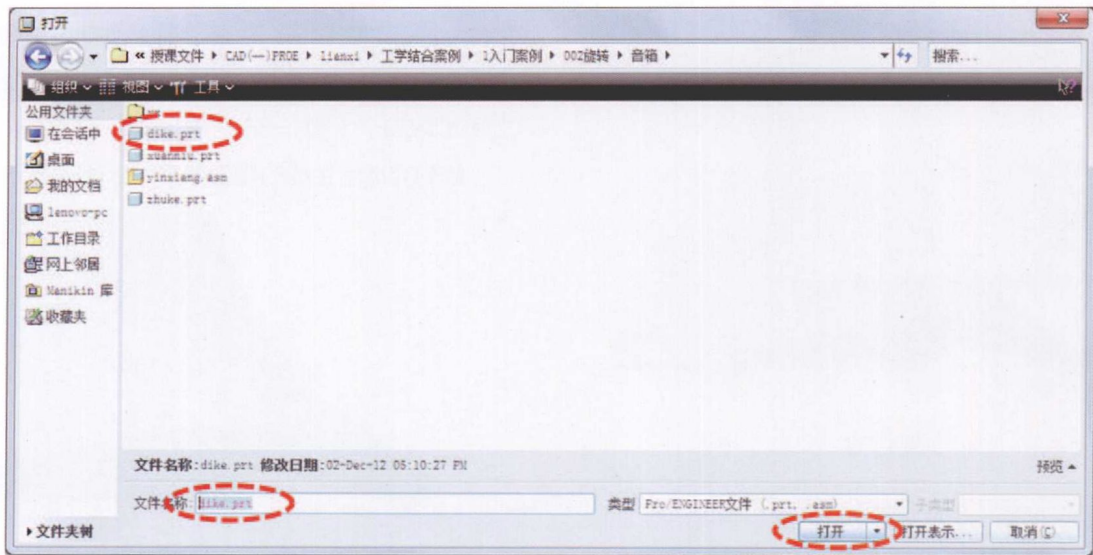 打开
« 授课文件 ▸ CAD(一)PROE ▸ lianxi ▸ 工学结合案例 ▸ 1入门案例 ▸ 002旋转 ▸ 音箱 ▸ 搜索...
组织 视图 工具
公用文件夹
在会话中 dike.prt
桌面 xuanniu.prt
我的文档 yinxiang.asm
lenovo-pc zhuke.prt
工作目录
网上邻居
Manikin 库
收藏夹
文件名称:dike.prt 修改日期:02-Dec-12 05:10:27 PM 预览
文件名称: dike.prt 类型 Pro/ENGINEER文件 (.prt, .asm) 子类型
文件夹树 打开 打开表示... 取消(C)